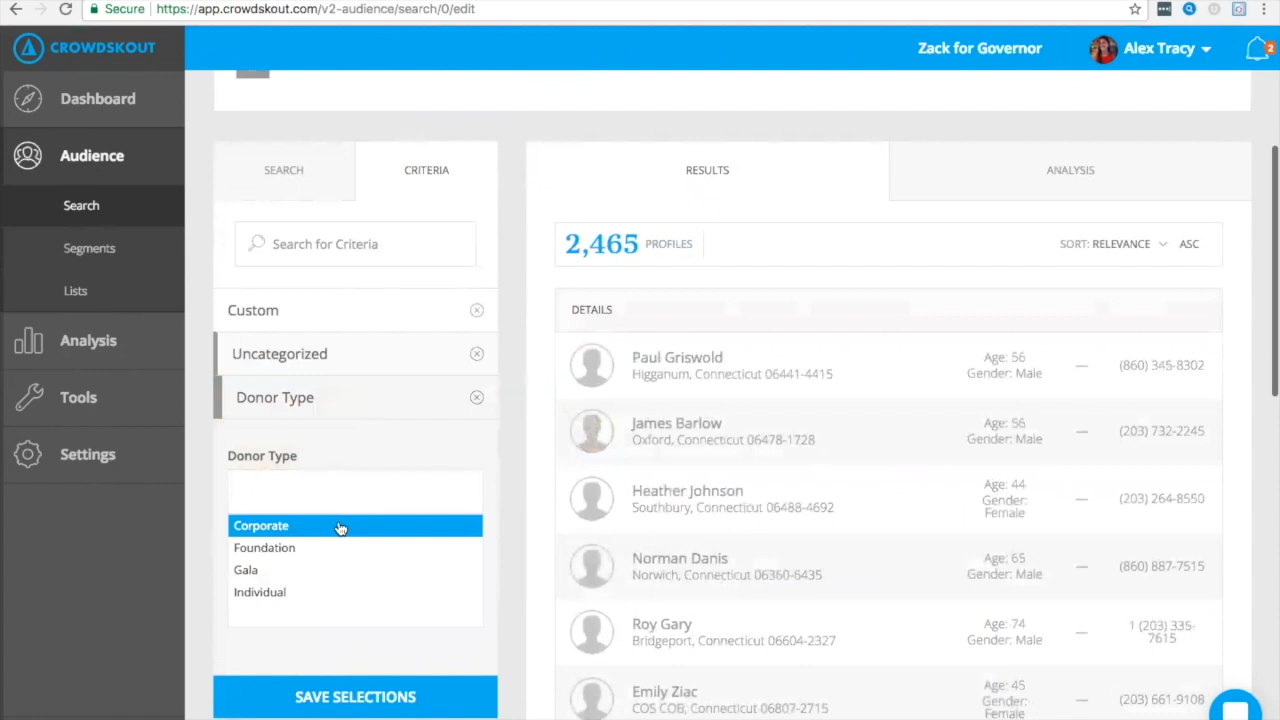 Secure https://app.crowdskout.com/v2-audience/search/0/edit
CROWDSKOUT
Zack for Governor
Alex Tracy
2
Dashboard
Audience
Search
Segments
Lists
Analysis
Tools
Settings
SEARCH
CRITERIA
Search for Criteria
Custom
Uncategorized
Donor Type
Donor Type
Corporate
Foundation
Gala
Individual
SAVE SELECTIONS
RESULTS
ANALYSIS
2,465 PROFILES
SORT: RELEVANCE ASC
DETAILS
Paul Griswold
Higganum, Connecticut 06441-4415
Age: 56
Gender: Male
—
(860) 345-8302
James Barlow
Oxford, Connecticut 06478-1728
Age: 56
Gender: Male
—
(203) 732-2245
Heather Johnson
Southbury, Connecticut 06488-4692
Age: 44
Gender:
Female
—
(203) 264-8550
Norman Danis
Norwich, Connecticut 06360-6435
Age: 65
Gender: Male
—
(860) 887-7515
Roy Gary
Bridgeport, Connecticut 06604-2327
Age: 74
Gender: Male
—
1 (203) 335-
7615
Emily Ziac
COS COB, Connecticut 06807-2715
Age: 45
Gender:
Female
—
(203) 661-9108